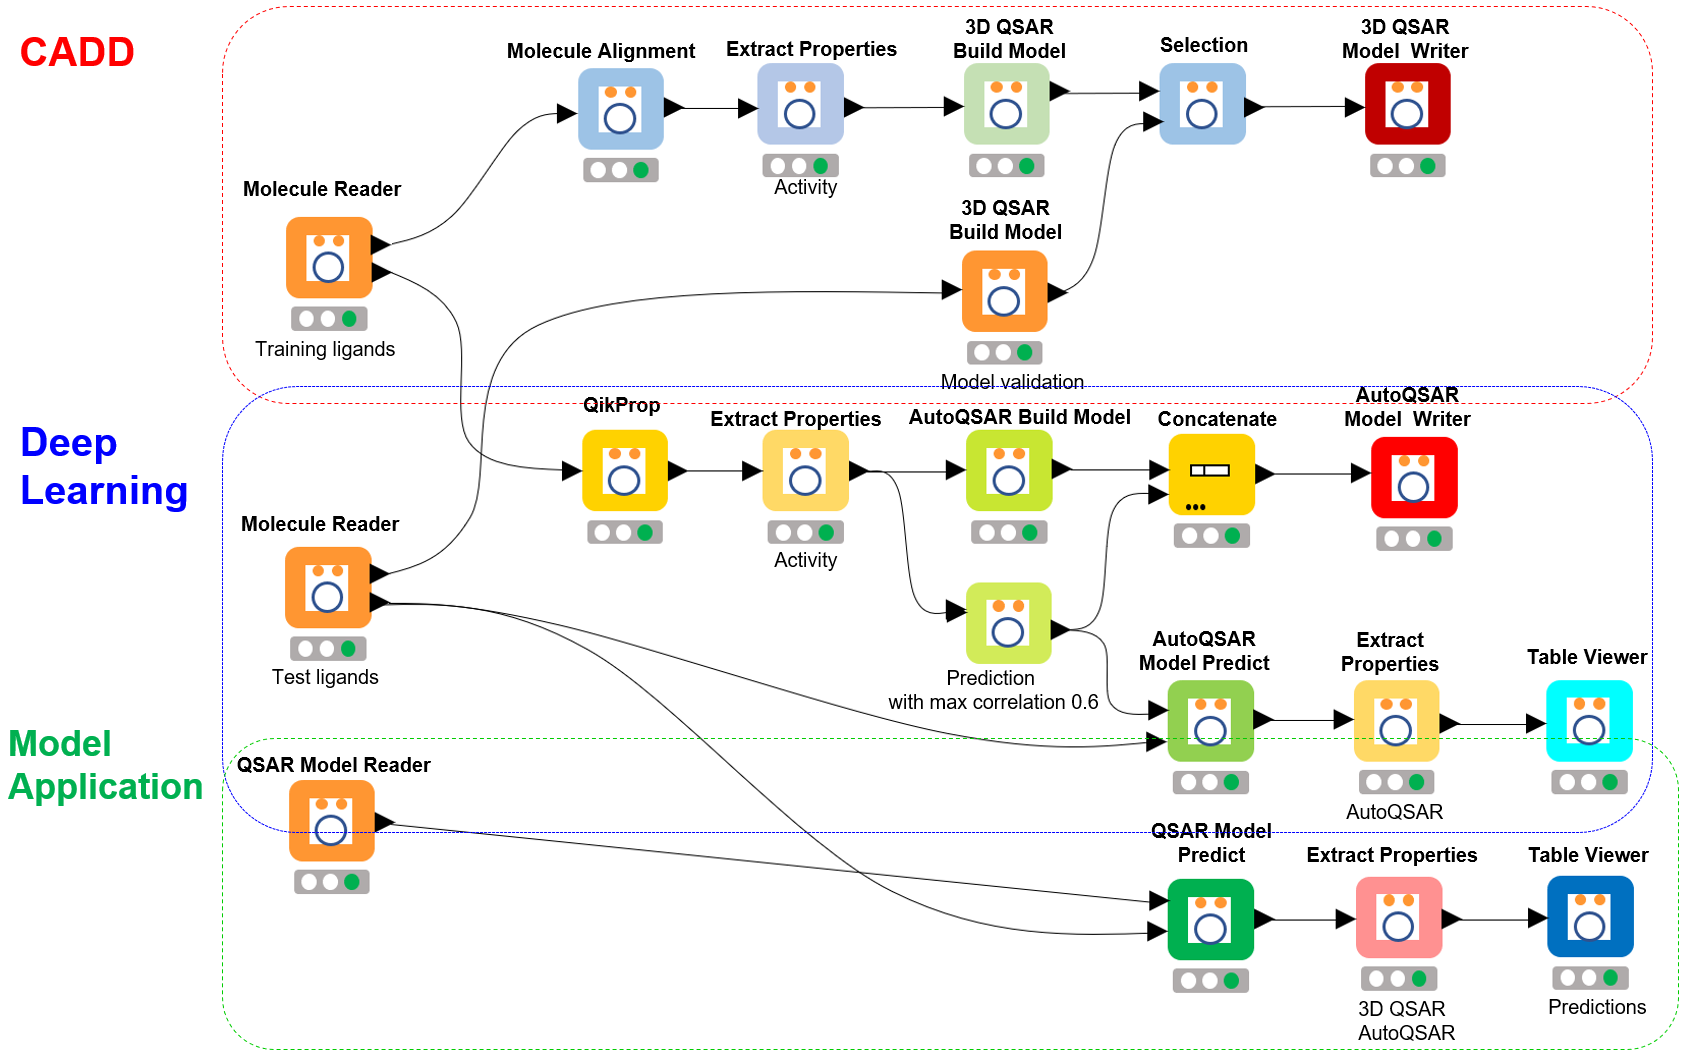 CADD
Molecule Alignment
Extract Properties
3D QSAR
Build Model
Selection
3D QSAR
Model Writer
Activity
Molecule Reader
Training ligands
3D QSAR
Build Model
Model validation
Deep
Learning
QikProp
Extract Properties
AutoQSAR Build Model
Concatenate
AutoQSAR
Model Writer
Activity
Molecule Reader
Test ligands
Prediction
with max correlation 0.6
AutoQSAR
Model Predict
Extract
Properties
Table Viewer
AutoQSAR
Model
Application
QSAR Model Reader
QSAR Model
Predict
Extract Properties
Table Viewer
3D QSAR
AutoQSAR
Predictions